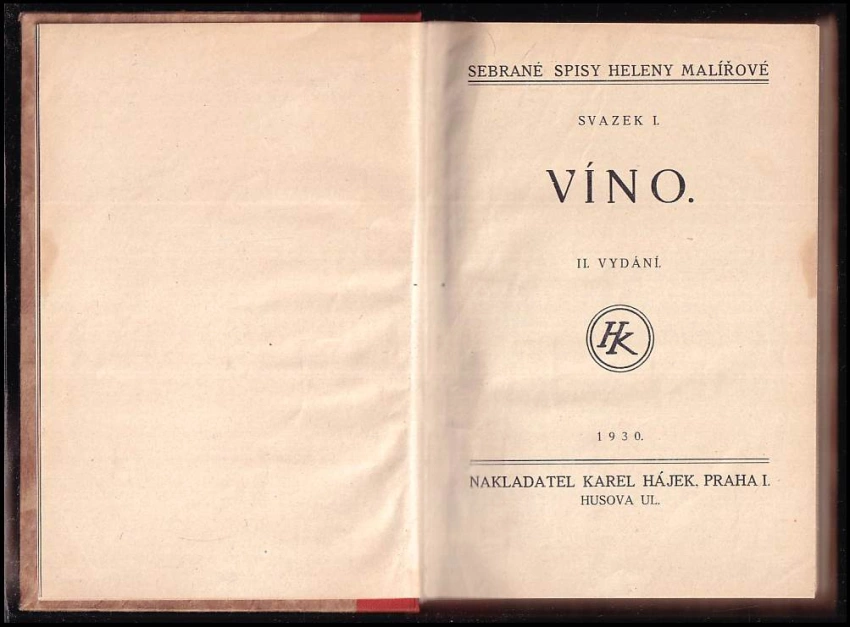 SEBRANÉ SPISY HELENY MALÍŘOVÉ
SVAZEK I.
VÍNO.
II. VYDÁNÍ.
HK
1930.
NAKLADATEL KAREL HÁJEK, PRAHA I.
HUSOVA UL.